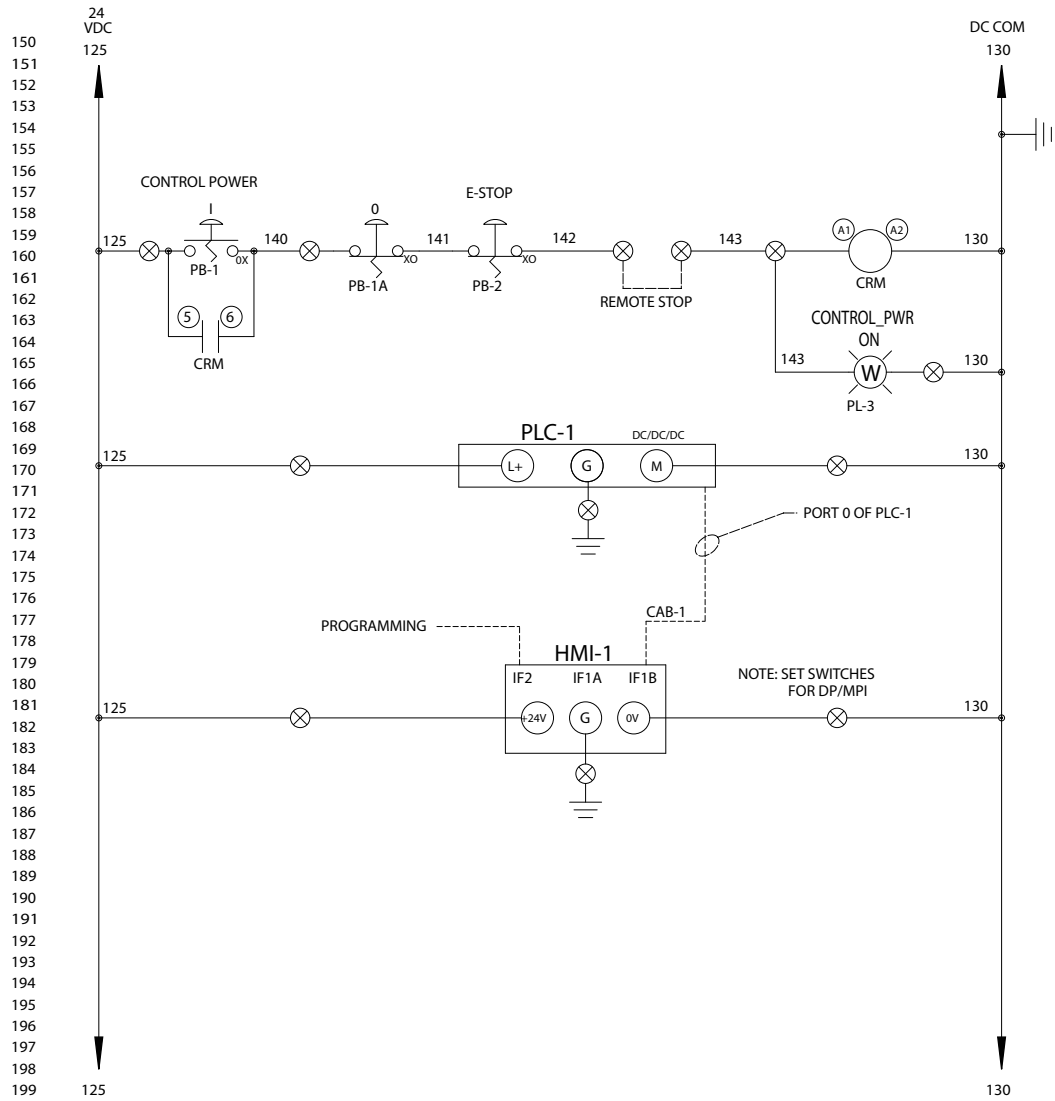 24
VDC
DC COM
150
125
130
151
152
153
154
155
156
157
CONTROL POWER
E-STOP
158
I
0
159
125
140
141
142
143
A1
A2
130
160
0X
XO
XO
PB-1
PB-1A
PB-2
CRM
161
162
REMOTE STOP
163
5
6
CONTROL_PWR
ON
164
165
CRM
143
130
166
W
167
PL-3
168
PLC-1
DC/DC/DC
169
125
130
170
L+
G
M
171
172
PORT 0 OF PLC-1
173
174
175
176
177
CAB-1
PROGRAMMING
178
179
HMI-1
180
IF2
IF1A
IF1B
NOTE: SET SWITCHES
FOR DP/MPI
181
125
130
182
+24V
G
0V
183
184
185
186
187
188
189
190
191
192
193
194
195
196
197
198
199
125
130